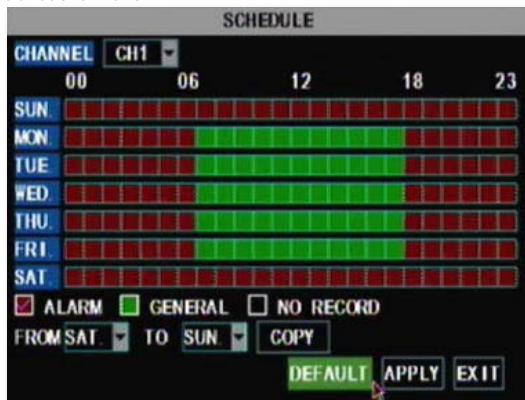 SCHEDULE
CHANNEL CH1
00 06 12 18 23
SUN.
MON.
TUE
WED.
THU.
FRI.
SAT.
ALARM GENERAL NO RECORD
FROM SAT. TO SUN. COPY
DEFAULT APPLY EXIT